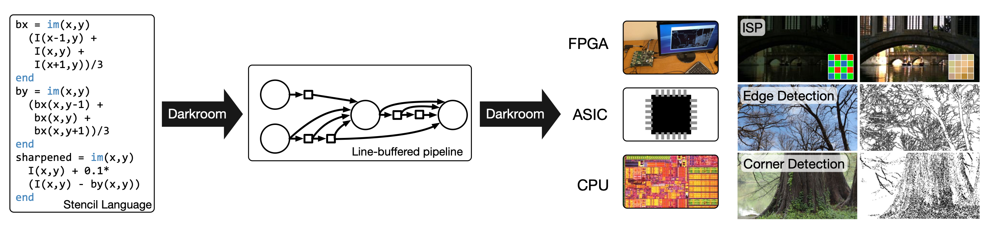 bx = im(x,y)
(I(x-1,y) +
I(x,y) +
I(x+1,y))/3
end
by = im(x,y)
(bx(x,y-1) +
bx(x,y) +
bx(x,y+1))/3
end
sharpened = im(x,y)
I(x,y) + 0.1*
(I(x,y) - by(x,y))
end
Stencil Language
Darkroom
Line-buffered pipeline
Darkroom
FPGA
ASIC
CPU
ISP
Edge Detection
Corner Detection